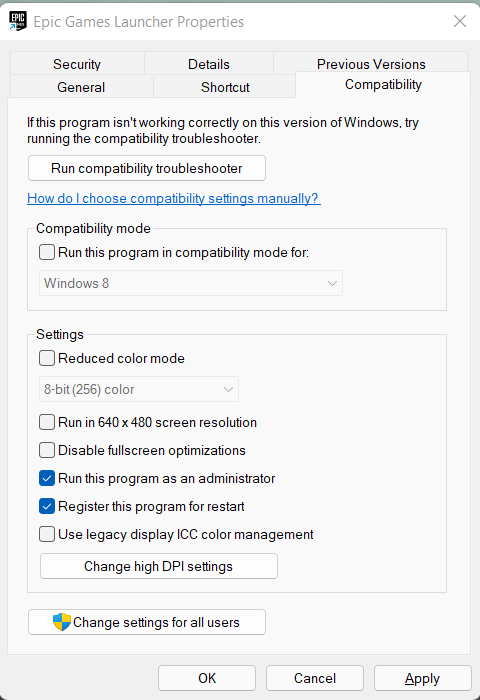 EPIC
Epic Games Launcher Properties
Security
Details
Previous Versions
General
Shortcut
Compatibility
If this program isn't working correctly on this version of Windows, try
running the compatibility troubleshooter.
Run compatibility troubleshooter
How do I choose compatibility settings manually?
Compatibility mode
Run this program in compatibility mode for:
Windows 8
Settings
Reduced color mode
8-bit (256) color
Run in 640 x 480 screen resolution
Disable fullscreen optimizations
Run this program as an administrator
Register this program for restart
Use legacy display ICC color management
Change high DPI settings
Change settings for all users
OK
Cancel
Apply